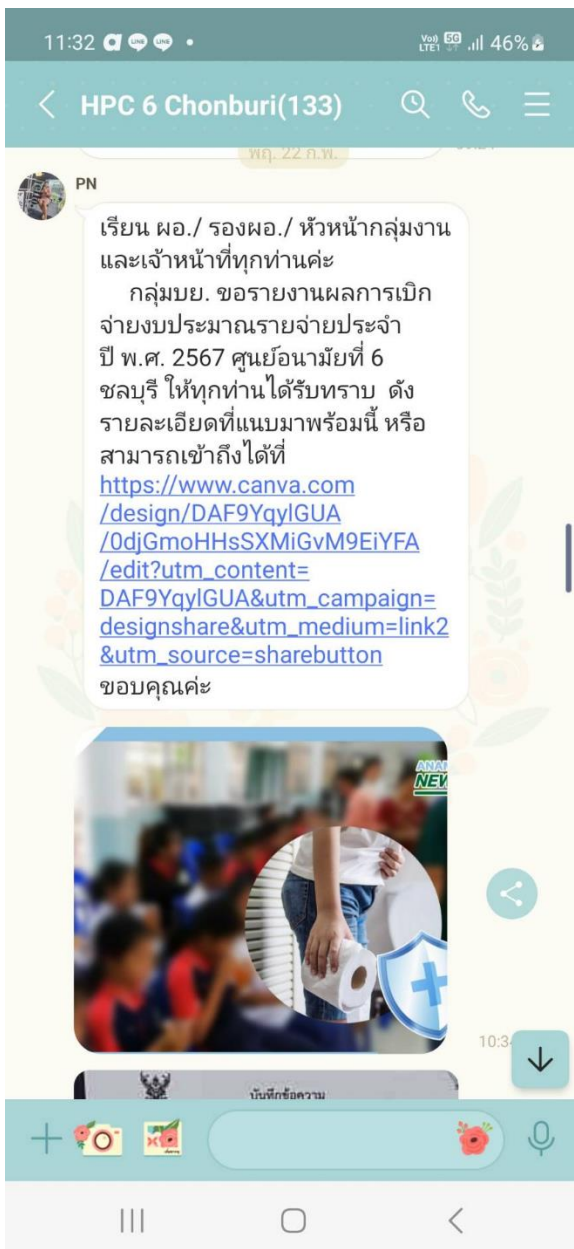 11:32
46%
HPC 6 Chonburi(133)
พฤ. 22 ก.พ.
PN
เรียน ผอ./ รองผอ./ หัวหน้ากลุ่มงาน
และเจ้าหน้าที่ทุกท่านค่ะ
กลุ่มบย. ขอรายงานผลการเบิก
จ่ายงบประมาณรายจ่ายประจำ
ปี พ.ศ. 2567 ศูนย์อนามัยที่ 6
ชลบุรี ให้ทุกท่านได้รับทราบ ดัง
รายละเอียดที่แนบมาพร้อมนี้ หรือ
สามารถเข้าถึงได้ที่
https://www.canva.com
/design/DAF9YqylGUA
/0djGmoHHsSXMiGvM9EiYFA
/edit?utm_content=
DAF9YqylGUA&utm_campaign=
designshare&utm_medium=link2
&utm_source=sharebutton
ขอบคุณค่ะ
บันทึกข้อความ